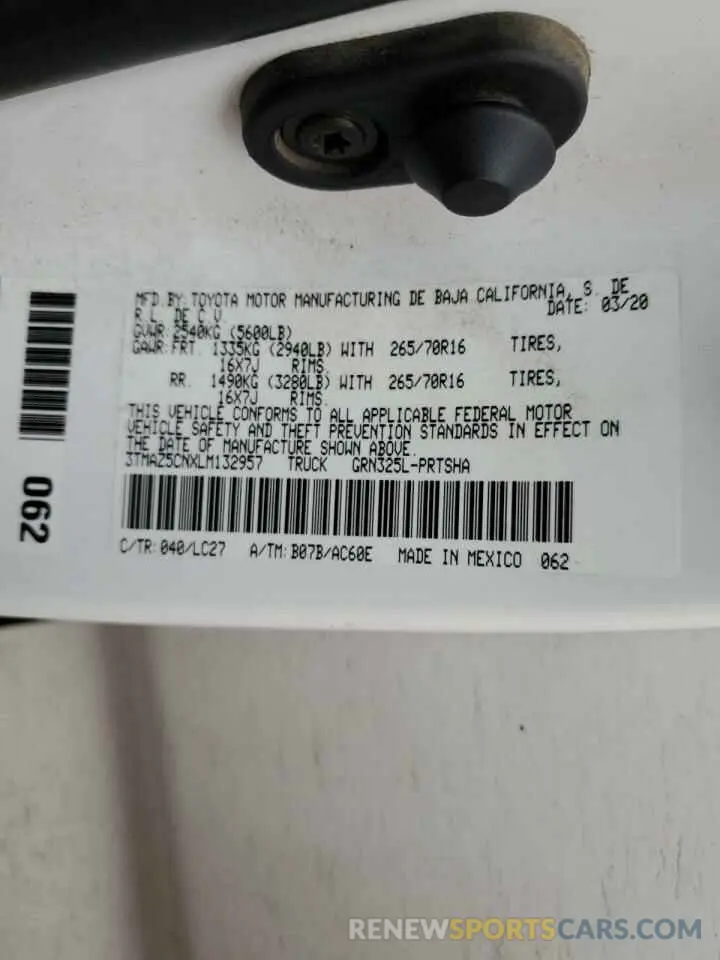 MFD. BY: TOYOTA MOTOR MANUFACTURING DE BAJA CALIFORNIA, S. DE
R.L. DE C.V. DATE: 03/20
GVWR: 2540KG (5600LB)
GAWR: FRT. 1335KG (2940LB) WITH 265/70R16 TIRES,
16X7J RIMS.
RR. 1490KG (3280LB) WITH 265/70R16 TIRES,
16X7J RIMS.
THIS VEHICLE CONFORMS TO ALL APPLICABLE FEDERAL MOTOR
VEHICLE SAFETY AND THEFT PREVENTION STANDARDS IN EFFECT ON
THE DATE OF MANUFACTURE SHOWN ABOVE.
3TMAZ5CNXLM132957 TRUCK GRN325L-PRTSHA
C/TR: 040/LC27 A/TM: B07B/AC60E MADE IN MEXICO 062
062
RENEWSPORTSCARS.COM